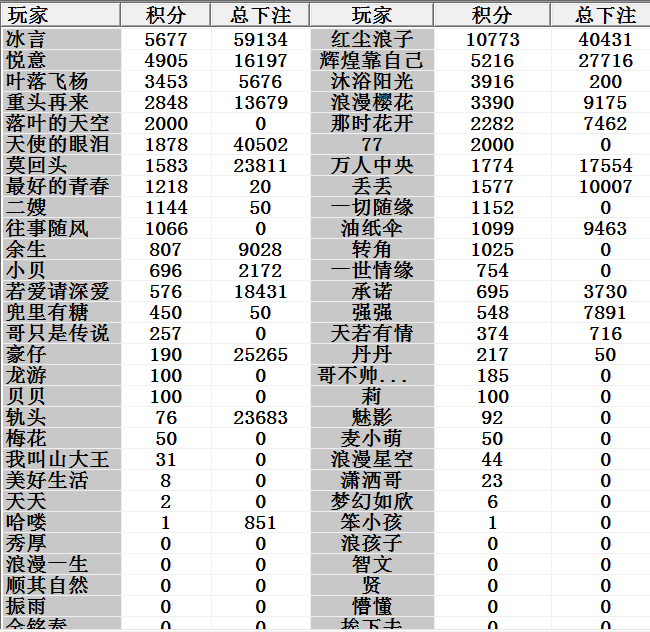 玩家 积分 总下注 玩家 积分 总下注
冰言 5677 59134 红尘浪子 10773 40431
悦意 4905 16197 辉煌靠自己 5216 27716
叶落飞杨 3453 5676 沐浴阳光 3916 200
重头再来 2848 13679 浪漫樱花 3390 9175
落叶的天空 2000 0 那时花开 2282 7462
天使的眼泪 1878 40502 77 2000 0
莫回头 1583 23811 万人中央 1774 17554
最好的青春 1218 20 丢丢 1577 10007
二嫂 1144 50 一切随缘 1152 0
往事随风 1066 0 油纸伞 1099 9463
余生 807 9028 转角 1025 0
小贝 696 2172 一世情缘 754 0
若爱请深爱 576 18431 承诺 695 3730
兜里有糖 450 50 强强 548 7891
哥只是传说 257 0 天若有情 374 716
豪仔 190 25265 丹丹 217 50
龙游 100 0 哥不帅... 185 0
贝贝 100 0 莉 100 0
轨头 76 23683 魅影 92 0
梅花 50 0 麦小萌 50 0
我叫山大王 31 0 浪漫星空 44 0
美好生活 8 0 潇洒哥 23 0
天天 2 0 梦幻如欣 6 0
哈喽 1 851 笨小孩 1 0
秀厚 0 0 浪孩子 0 0
浪漫一生 0 0 智文 0 0
顺其自然 0 0 贤 0 0
振雨 0 0 懵懂 0 0
0 0 0 0